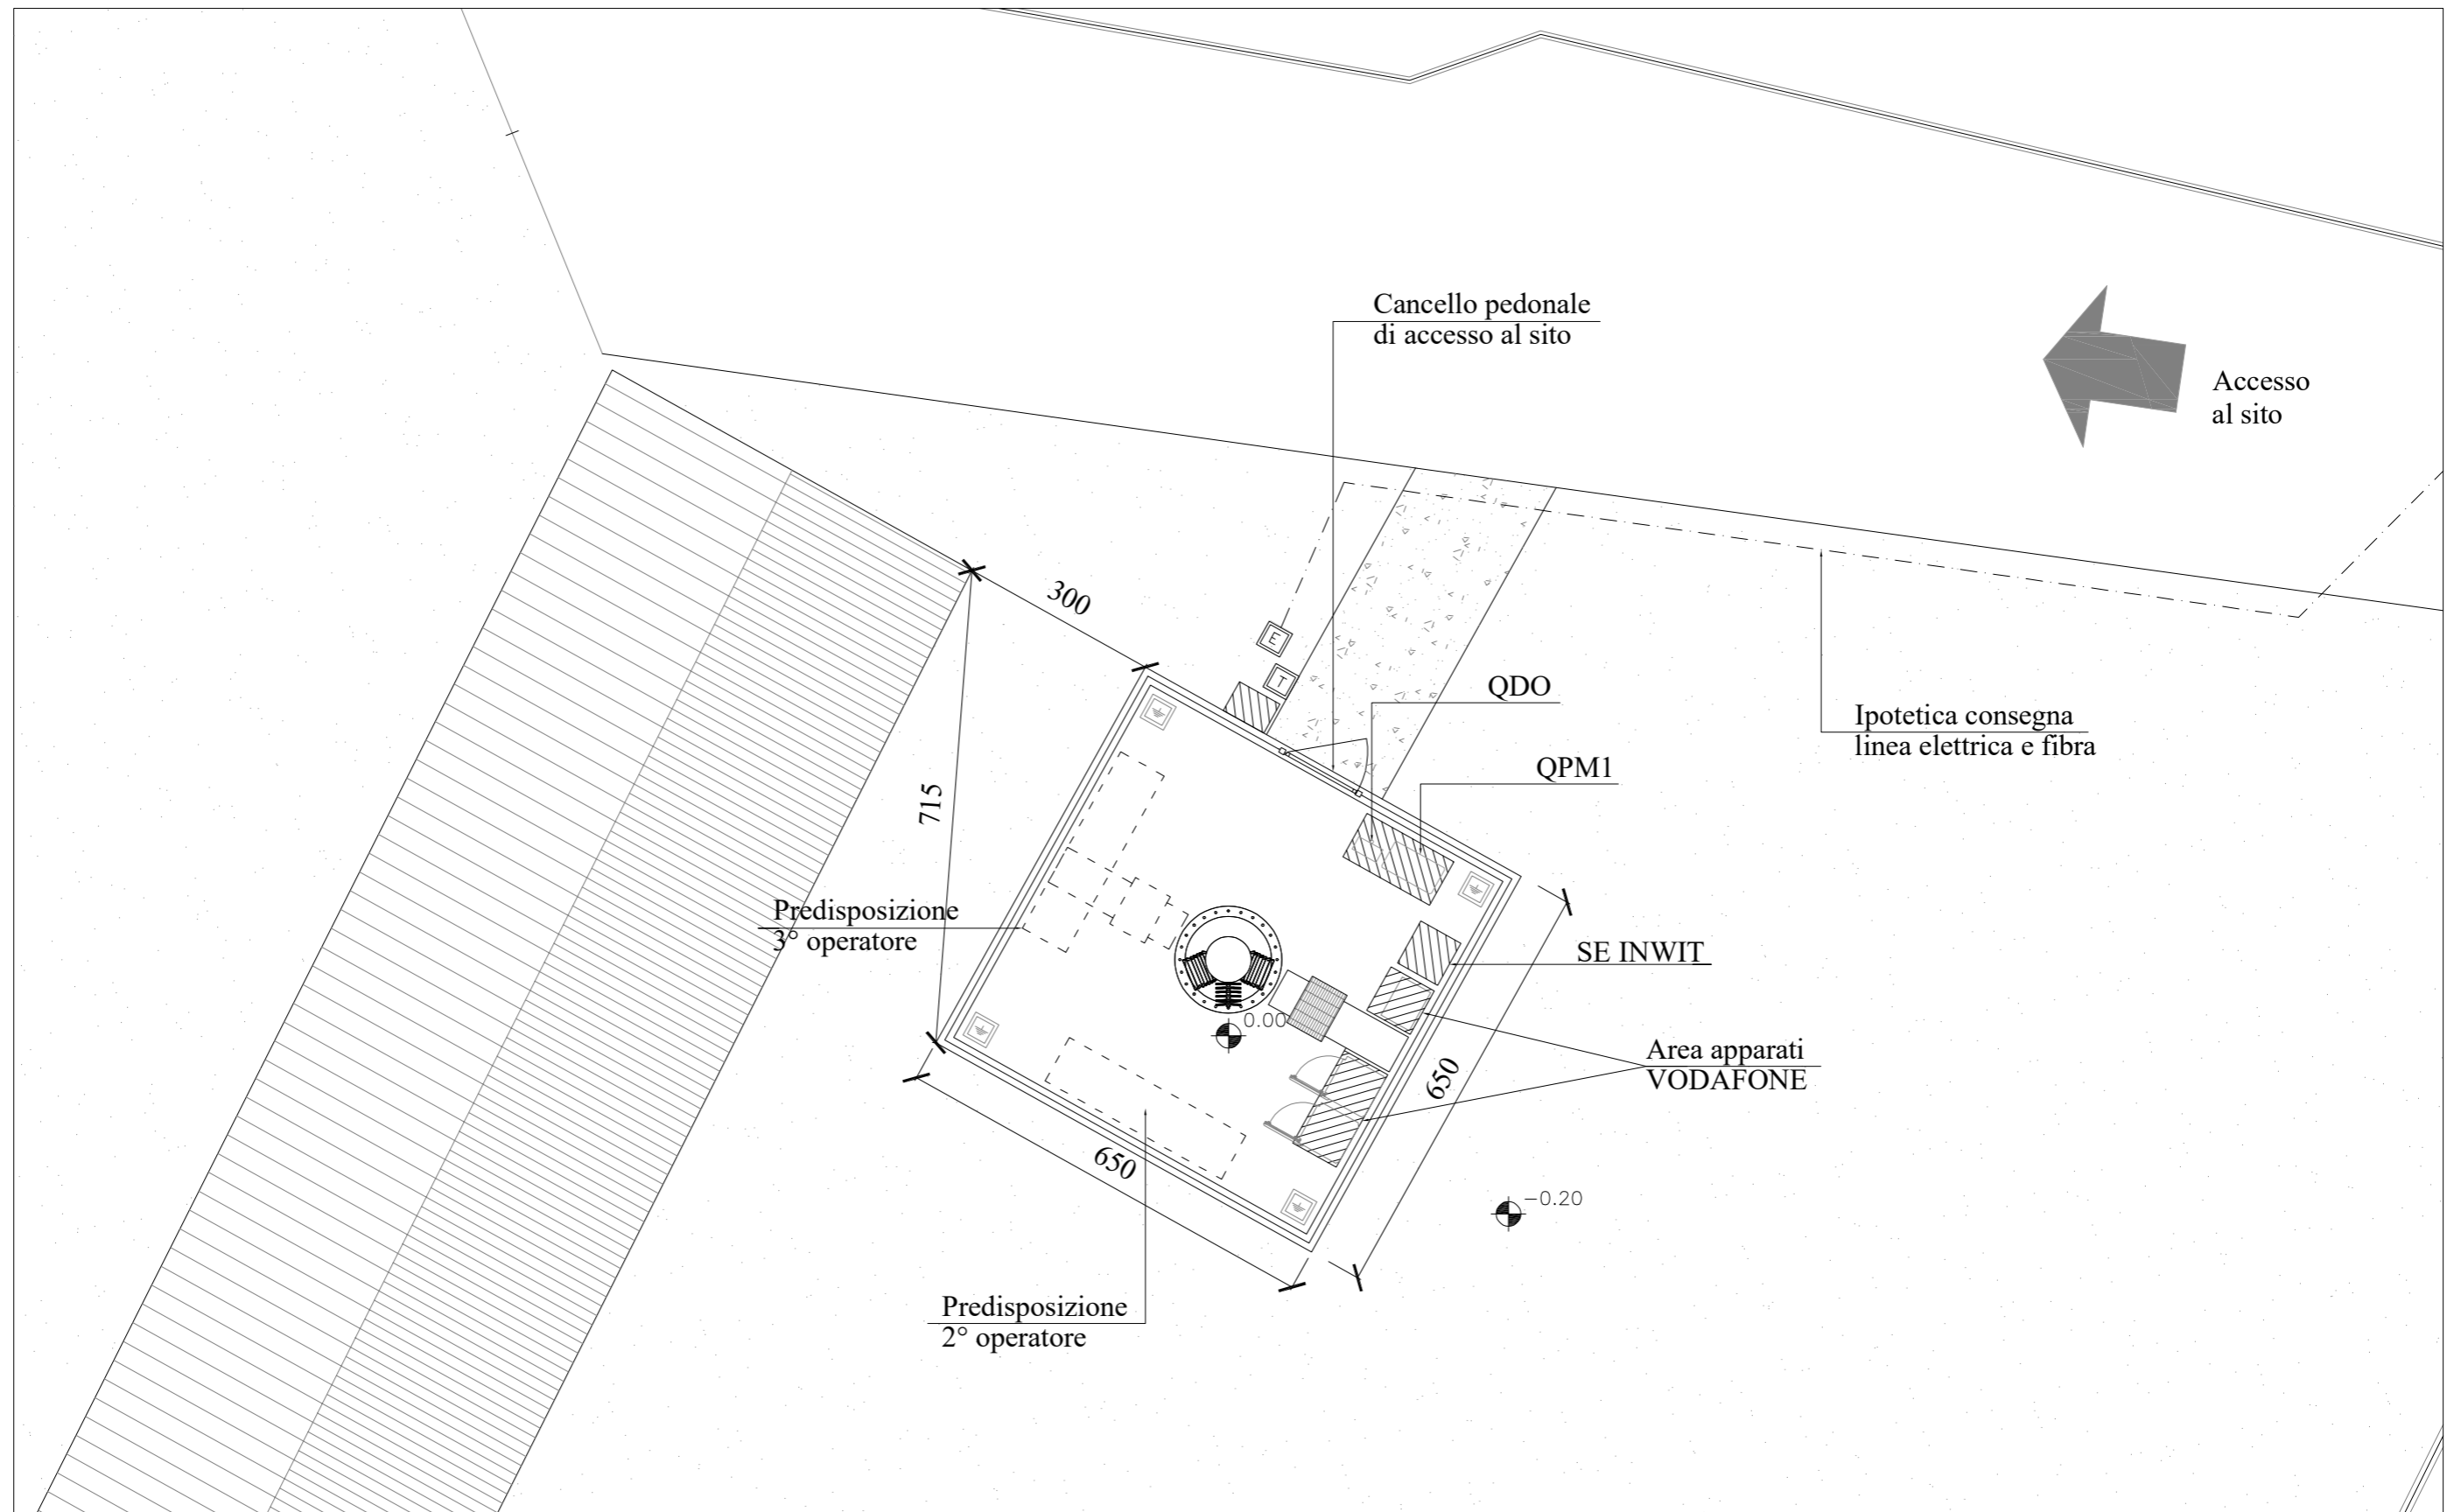 Cancello pedonale
di accesso al sito
Accesso
al sito
300
E
T
QDO
Ipotetica consegna
linea elettrica e fibra
QPM1
715
Predisposizione
3° operatore
SE INWIT
0.00
Area apparati
VODAFONE
650
650
-0.20
Predisposizione
2° operatore